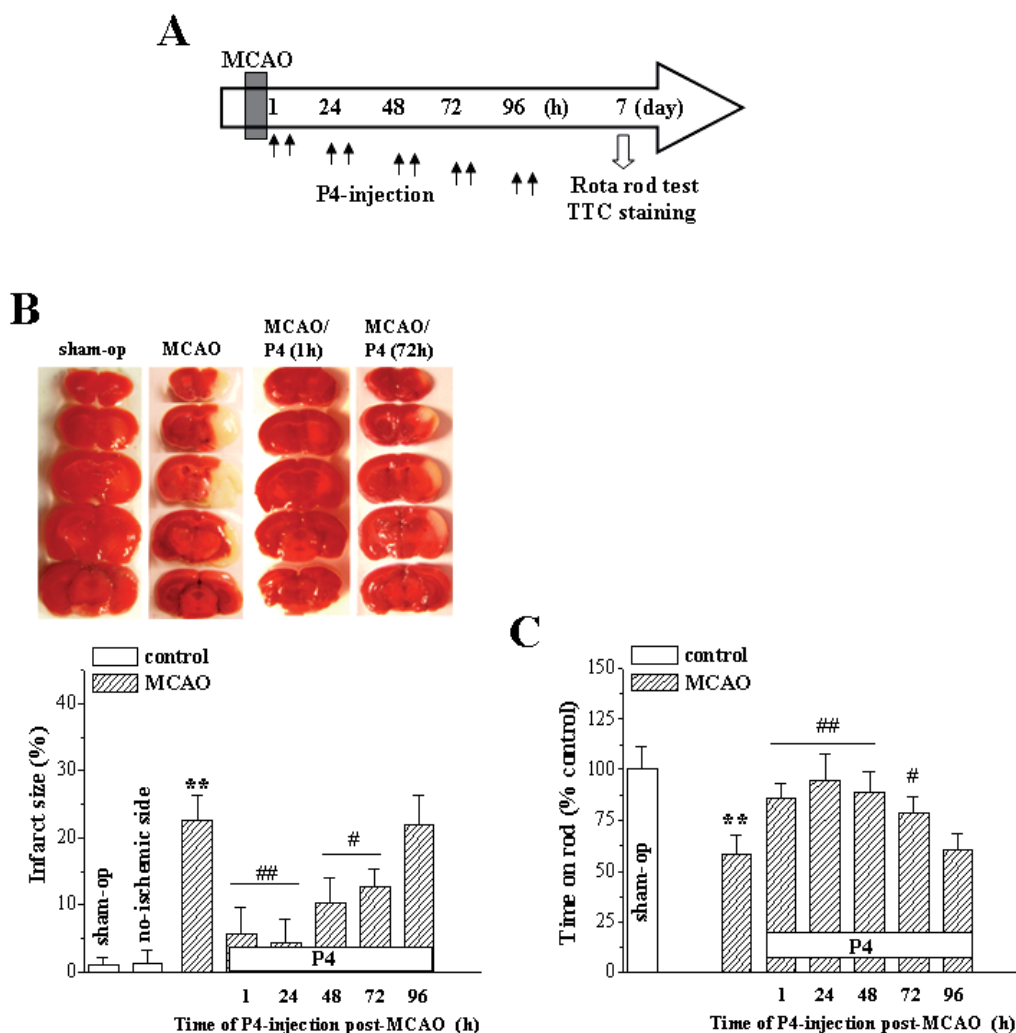 A
MCAO
1 24 48 72 96 (h) 7 (day)
P4-injection
Rota rod test
TTC staining
B
sham-op
MCAO
MCAO/
P4 (1h)
MCAO/
P4 (72h)
control
MCAO
Infarct size (%)
40
30
20
10
0
sham-op
no-ischemic side
**
##
#
P4
1 24 48 72 96
Time of P4-injection post-MCAO (h)
C
control
MCAO
Time on rod (% control)
150
125
100
75
50
25
0
sham-op
**
##
#
P4
1 24 48 72 96
Time of P4-injection post-MCAO (h)